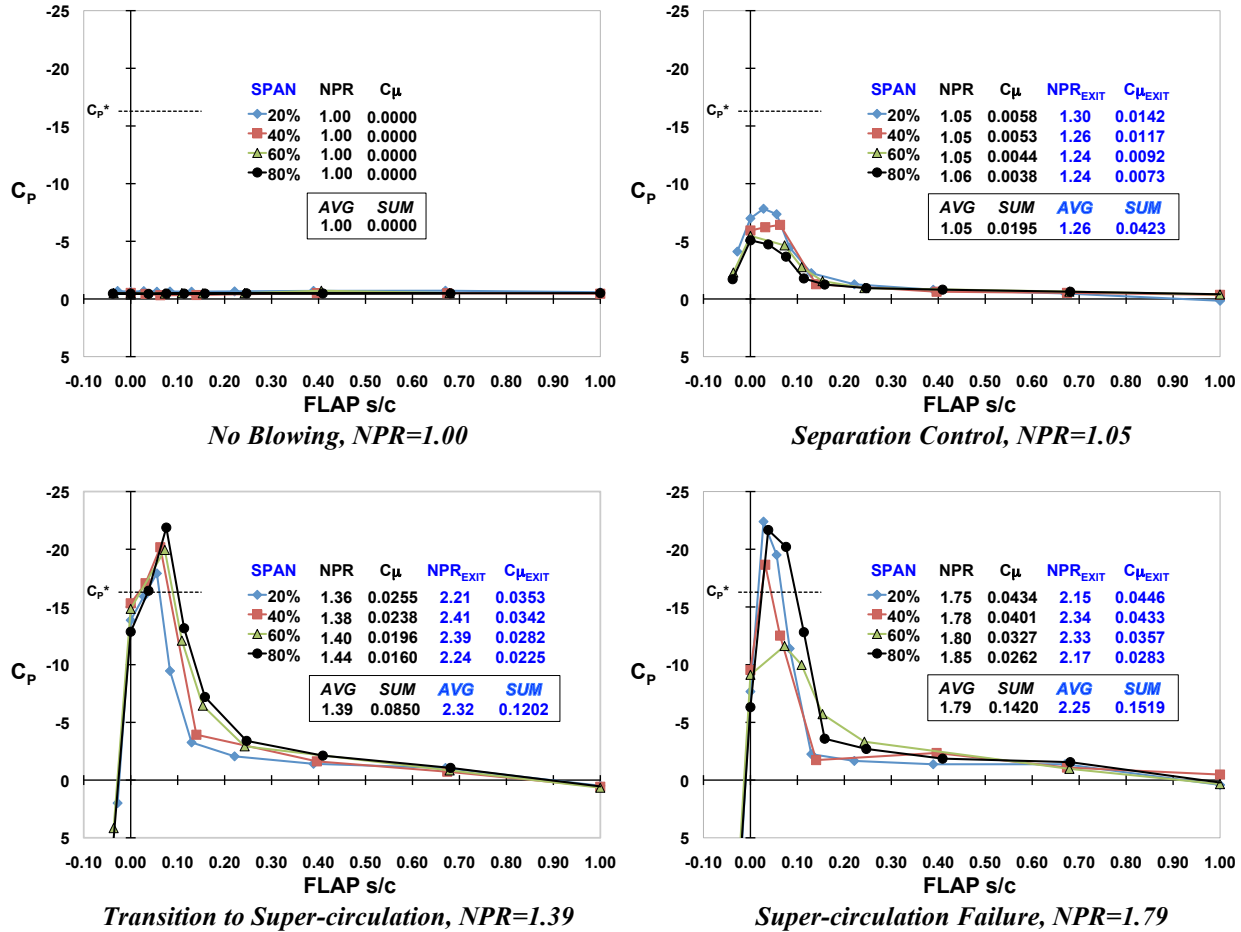 -25
-20
-15
-10
-5
0
5
CP
CP*
SPAN NPR Cμ
20% 1.00 0.0000
40% 1.00 0.0000
60% 1.00 0.0000
80% 1.00 0.0000
AVG SUM
1.00 0.0000
-0.10 0.00 0.10 0.20 0.30 0.40 0.50 0.60 0.70 0.80 0.90 1.00
FLAP s/c
No Blowing, NPR=1.00
-25
-20
-15
-10
-5
0
5
CP
CP*
SPAN NPR Cμ NPREXIT CμEXIT
20% 1.05 0.0058 1.30 0.0142
40% 1.05 0.0053 1.26 0.0117
60% 1.05 0.0044 1.24 0.0092
80% 1.06 0.0038 1.24 0.0073
AVG SUM AVG SUM
1.05 0.0195 1.26 0.0423
-0.10 0.00 0.10 0.20 0.30 0.40 0.50 0.60 0.70 0.80 0.90 1.00
FLAP s/c
Separation Control, NPR=1.05
-25
-20
-15
-10
-5
0
5
CP
CP*
SPAN NPR Cμ NPREXIT CμEXIT
20% 1.36 0.0255 2.21 0.0353
40% 1.38 0.0238 2.41 0.0342
60% 1.40 0.0196 2.39 0.0282
80% 1.44 0.0160 2.24 0.0225
AVG SUM AVG SUM
1.39 0.0850 2.32 0.1202
-0.10 0.00 0.10 0.20 0.30 0.40 0.50 0.60 0.70 0.80 0.90 1.00
FLAP s/c
Transition to Super-circulation, NPR=1.39
-25
-20
-15
-10
-5
0
5
CP
CP*
SPAN NPR Cμ NPREXIT CμEXIT
20% 1.75 0.0434 2.15 0.0446
40% 1.78 0.0401 2.34 0.0433
60% 1.80 0.0327 2.33 0.0357
80% 1.85 0.0262 2.17 0.0283
AVG SUM AVG SUM
1.79 0.1420 2.25 0.1519
-0.10 0.00 0.10 0.20 0.30 0.40 0.50 0.60 0.70 0.80 0.90 1.00
FLAP s/c
Super-circulation Failure, NPR=1.79